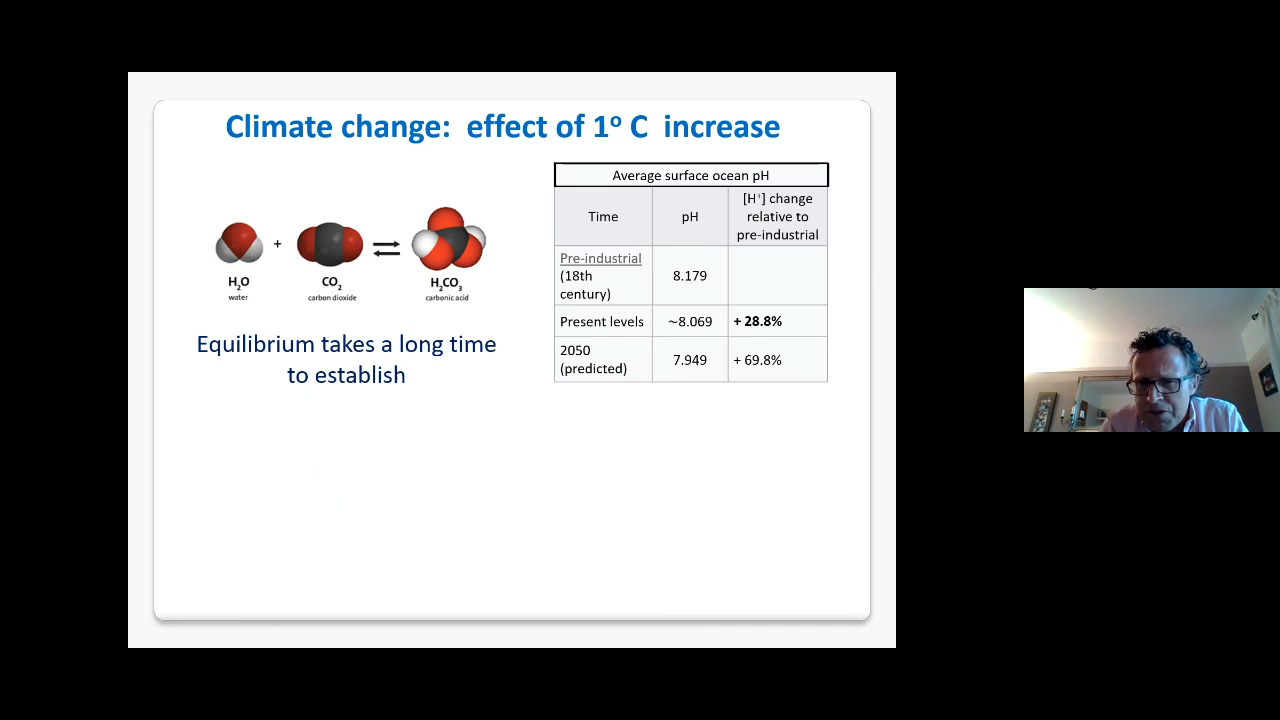 Climate change: effect of 1º C increase
+
H₂O
water
CO₂
carbon dioxide
H₂CO₃
carbonic acid
Equilibrium takes a long time
to establish
Average surface ocean pH
Time
pH
[H⁺] change
relative to
pre-industrial
Pre-industrial
(18th
century)
8.179
Present levels
~8.069
+ 28.8%
2050
(predicted)
7.949
+ 69.8%